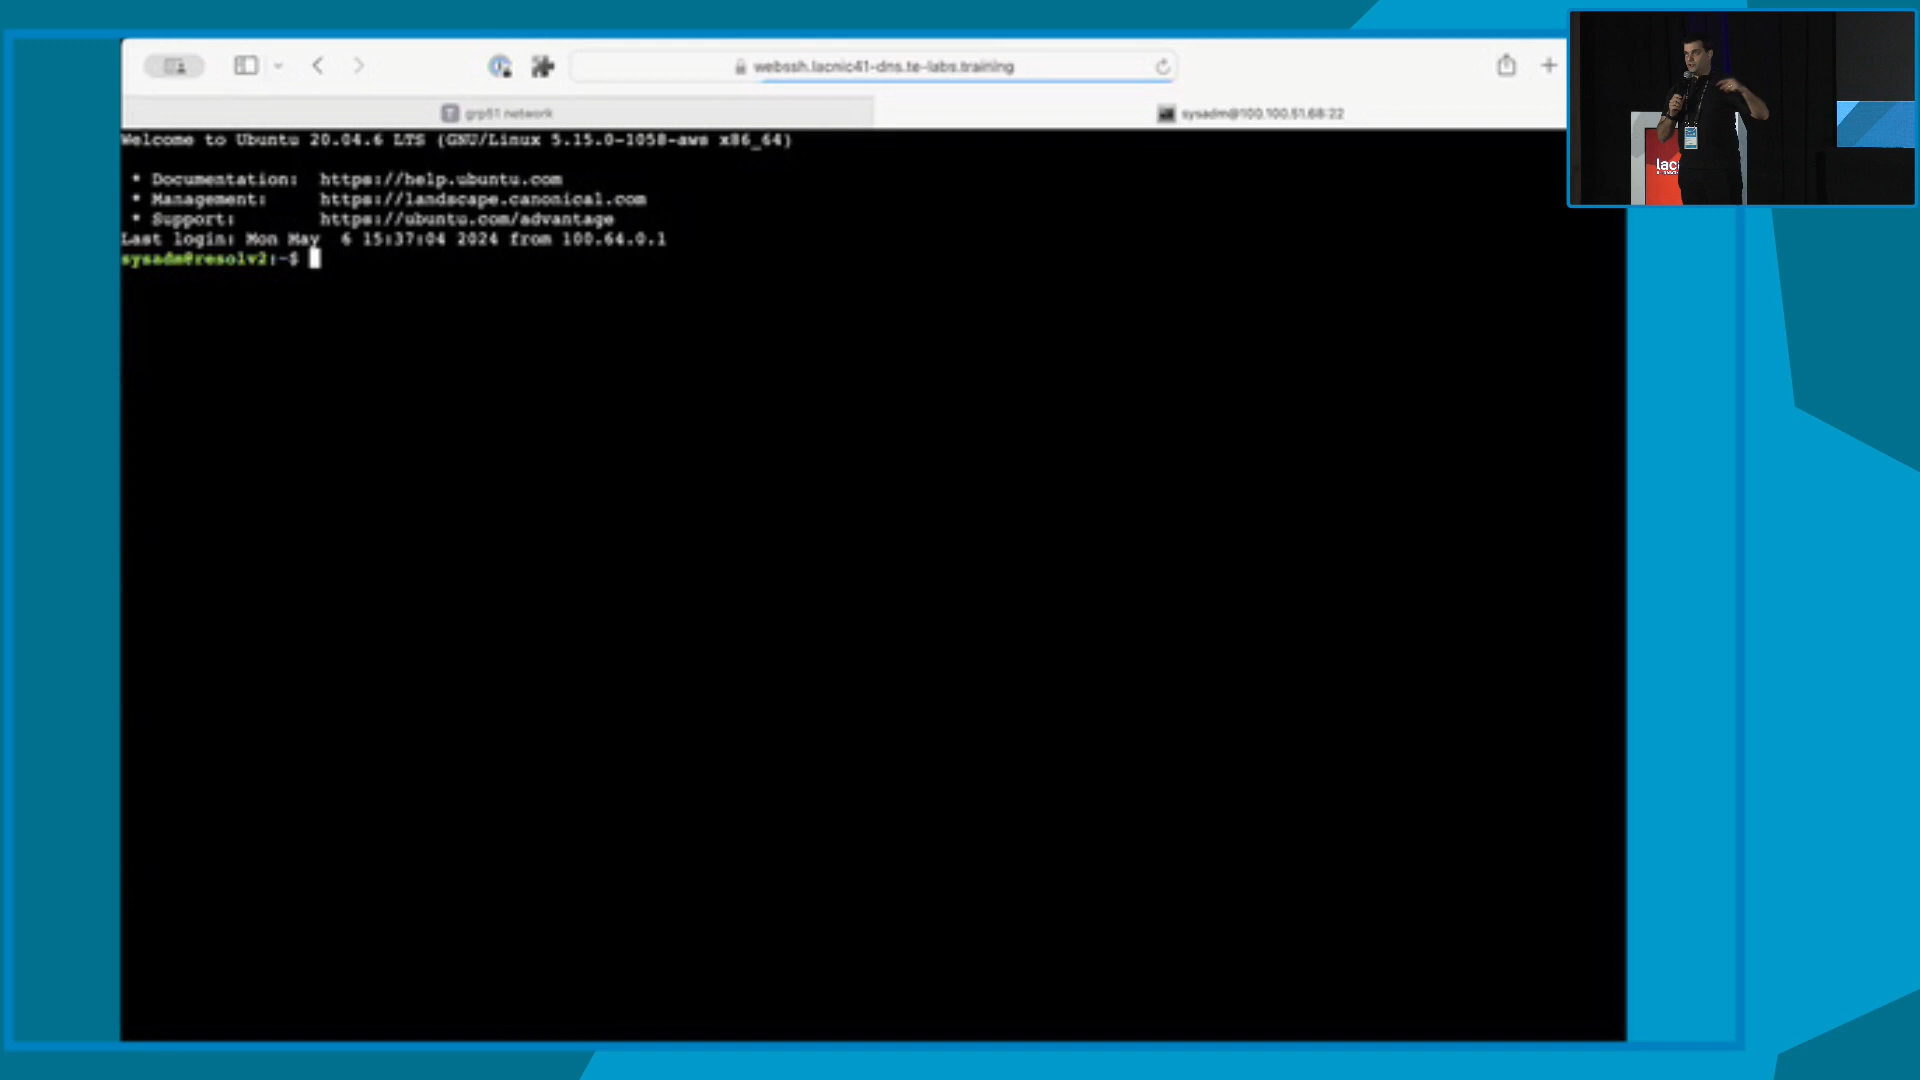 webssh.lacnic41-dns.te-labs.training
grp51 network
sysadm@100.100.51.68:22
Welcome to Ubuntu 20.04.6 LTS (GNU/Linux 5.15.0-1058-aws x86_64)
* Documentation: https://help.ubuntu.com
* Management: https://landscape.canonical.com
* Support: https://ubuntu.com/advantage
Last login: Mon May 6 15:37:04 2024 from 100.64.0.1
sysadm@resolv2:~$
lac